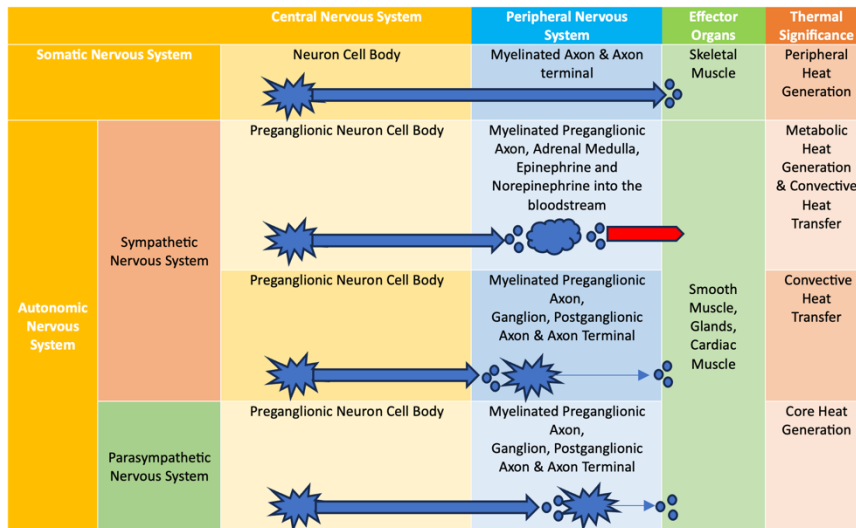 Central Nervous System
Peripheral Nervous
System
Effector
Organs
Thermal
Significance
Somatic Nervous System
Neuron Cell Body
Myelinated Axon & Axon
terminal
Skeletal
Muscle
Peripheral
Heat
Generation
Autonomic
Nervous
System
Sympathetic
Nervous System
Preganglionic Neuron Cell Body
Myelinated Preganglionic
Axon, Adrenal Medulla,
Epinephrine and
Norepinephrine into the
bloodstream
Smooth
Muscle,
Glands,
Cardiac
Muscle
Metabolic
Heat
Generation
& Convective
Heat
Transfer
Preganglionic Neuron Cell Body
Myelinated Preganglionic
Axon,
Ganglion, Postganglionic
Axon & Axon Terminal
Convective
Heat
Transfer
Parasympathetic
Nervous System
Preganglionic Neuron Cell Body
Myelinated Preganglionic
Axon,
Ganglion, Postganglionic
Axon & Axon Terminal
Core Heat
Generation